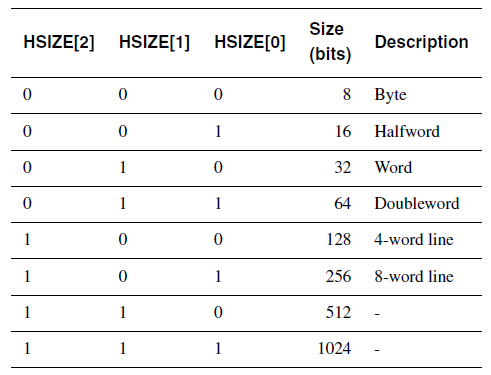 HSIZE[2] HSIZE[1] HSIZE[0] Size (bits) Description
0 0 0 8 Byte
0 0 1 16 Halfword
0 1 0 32 Word
0 1 1 64 Doubleword
1 0 0 128 4-word line
1 0 1 256 8-word line
1 1 0 512 -
1 1 1 1024 -